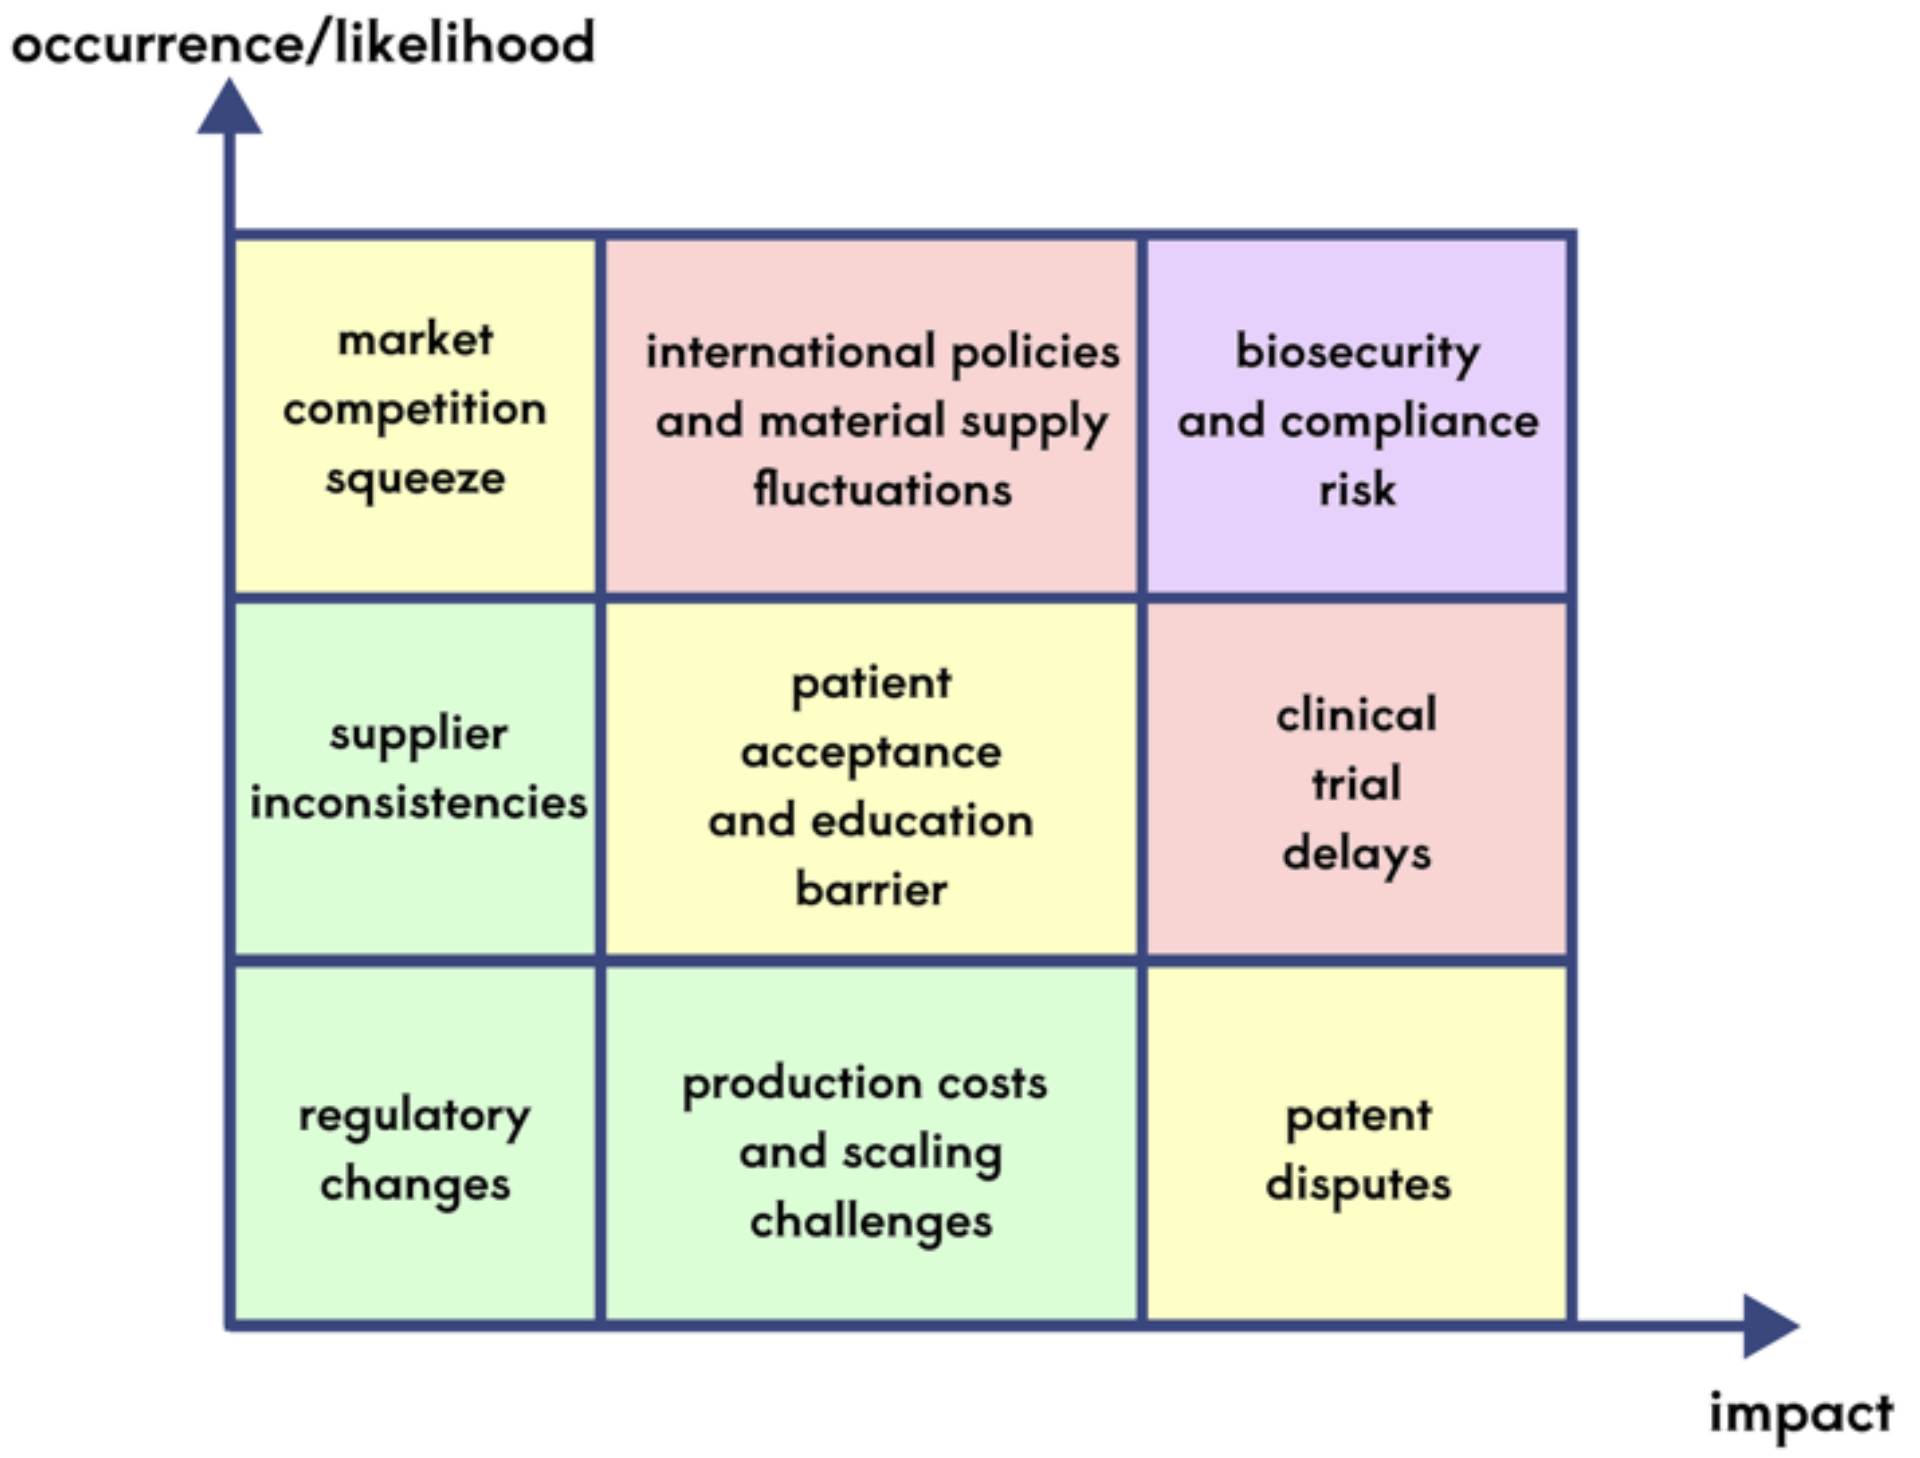 occurrence/likelihood
market
competition
squeeze
international policies
and material supply
fluctuations
biosecurity
and compliance
risk
supplier
inconsistencies
patient
acceptance
and education
barrier
clinical
trial
delays
regulatory
changes
production costs
and scaling
challenges
patent
disputes
impact